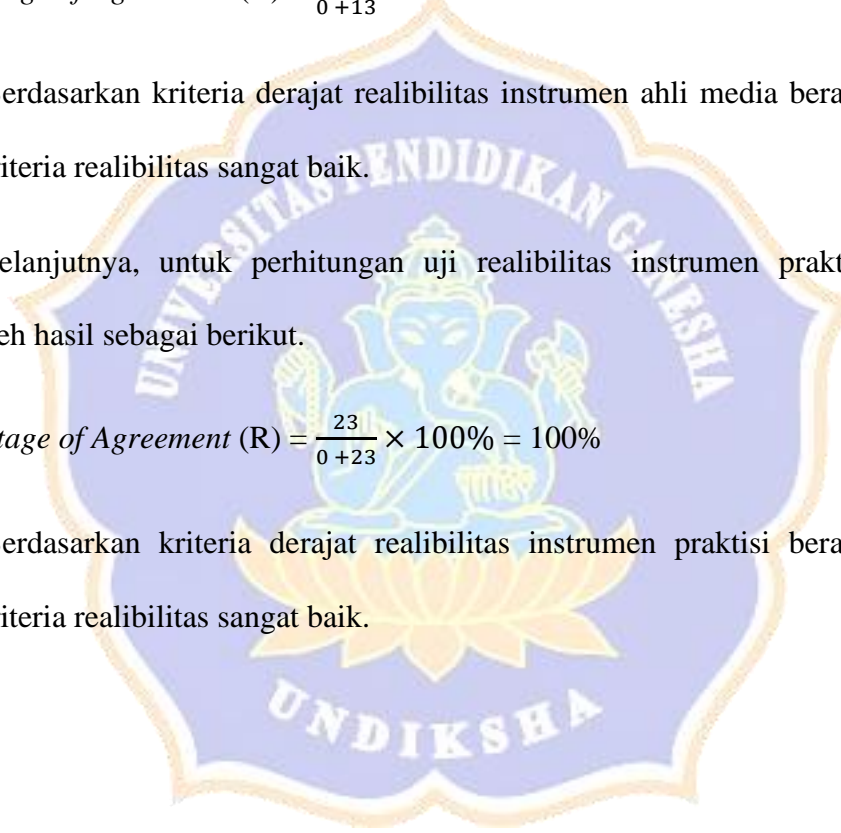 0 +13
erdasarkan kriteria derajat realibilitas instrumen ahli media bera
iteria realibilitas sangat baik.
elanjutnya, untuk perhitungan uji realibilitas instrumen prakt
eh hasil sebagai berikut.
tage of Agreement (R) = 23/0 +23 × 100% = 100%
erdasarkan kriteria derajat realibilitas instrumen praktisi bera
iteria realibilitas sangat baik.
UNIVERSITAS PENDIDIKAN GANESHA
UNDIKSHA